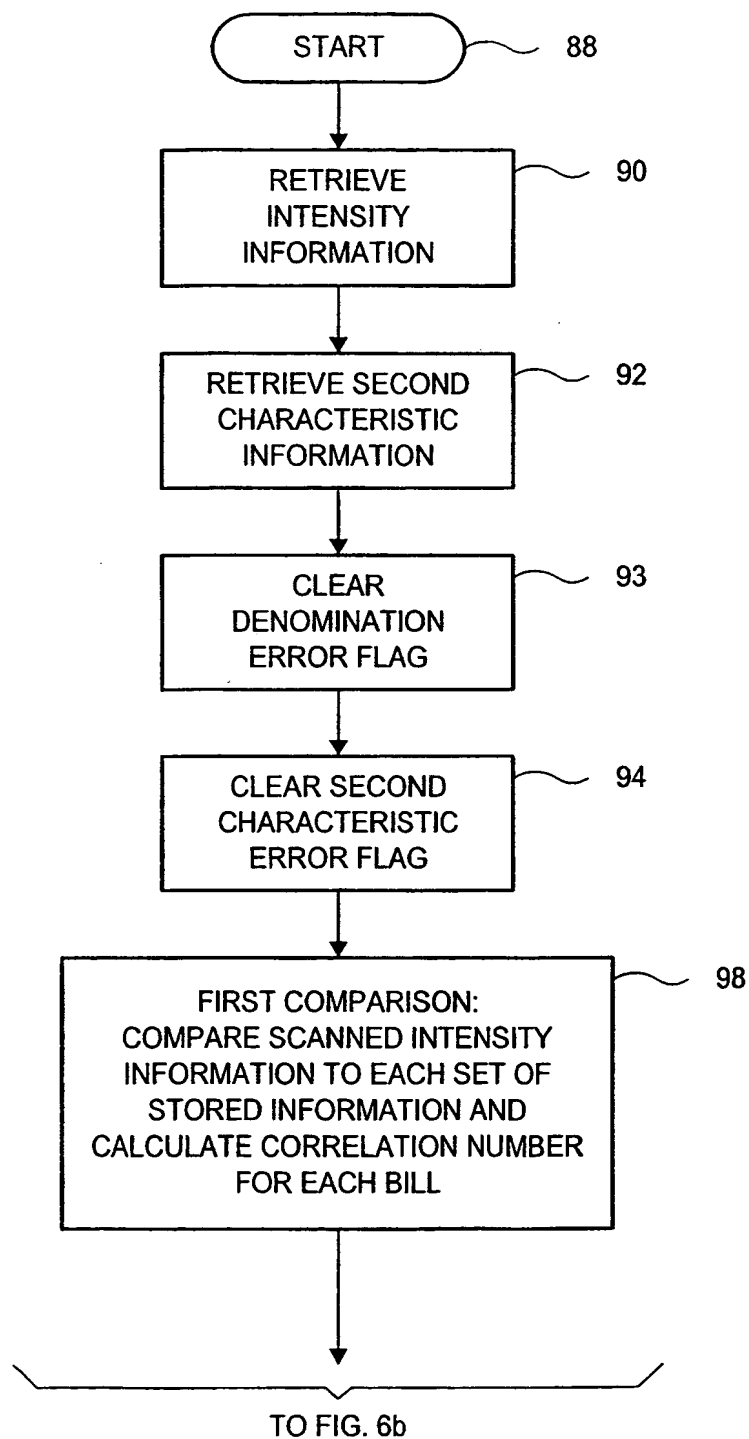 START
88
RETRIEVE
INTENSITY
INFORMATION
90
RETRIEVE SECOND
CHARACTERISTIC
INFORMATION
92
CLEAR
DENOMINATION
ERROR FLAG
93
CLEAR SECOND
CHARACTERISTIC
ERROR FLAG
94
FIRST COMPARISON:
COMPARE SCANNED INTENSITY
INFORMATION TO EACH SET OF
STORED INFORMATION AND
CALCULATE CORRELATION NUMBER
FOR EACH BILL
98
TO FIG. 6b